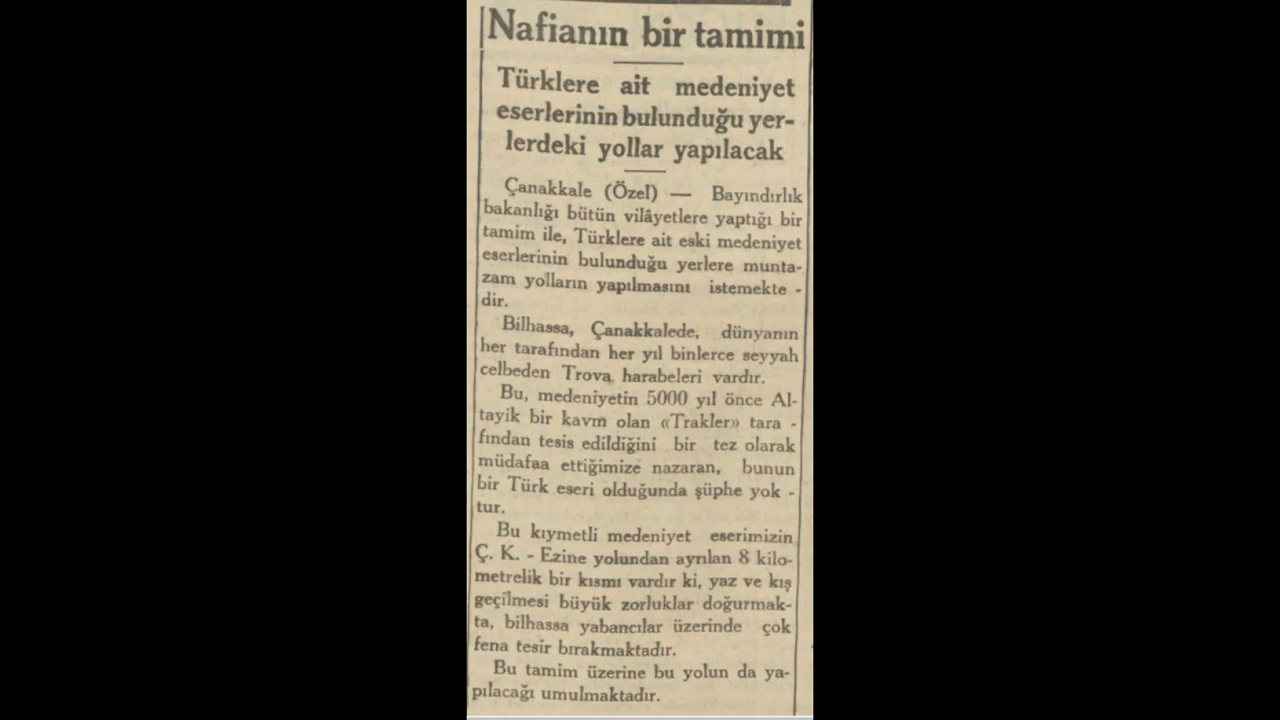 Nafianın bir tamimi
Türklere ait medeniyet
eserlerinin bulunduğu yer-
lerdeki yollar yapılacak
Çanakkale (Özel) — Bayındırlık
bakanlığı bütün vilâyetlere yaptığı bir
tamim ile, Türklere ait eski medeniyet
eserlerinin bulunduğu yerlere munta-
zam yolların yapılmasını istemekte -
dir.
Bilhassa, Çanakkalede, dünyanın
her tarafından her yıl binlerce seyyah
celbeden Trova harabeleri vardır.
Bu, medeniyetin 5000 yıl önce Al-
tayik bir kavm olan «Trakler» tara -
fından tesis edildiğini bir tez olarak
müdafaa ettiğimize nazaran, bunun
bir Türk eseri olduğunda şüphe yok -
tur.
Bu kıymetli medeniyet eserimizin
Ç. K. - Ezine yolundan ayrılan 8 kilo-
metrelik bir kısmı vardır ki, yaz ve kış
geçilmesi büyük zorluklar doğurmak-
ta, bilhassa yabancılar üzerinde çok
fena tesir bırakmaktadır.
Bu tamim üzerine bu yolun da ya-
pılacağı umulmaktadır.